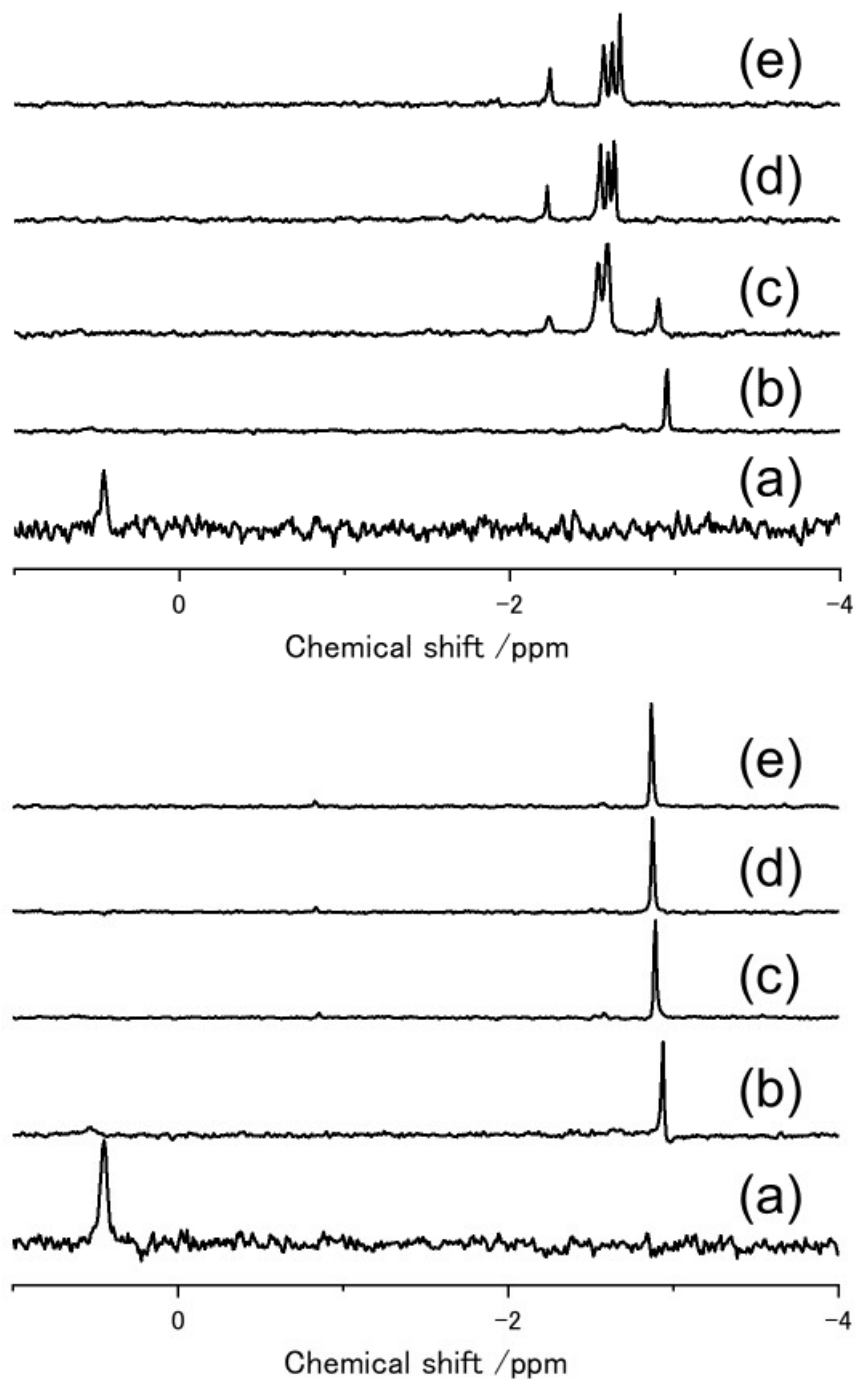 (e)
(d)
(c)
(b)
(a)
0 −2 −4
Chemical shift /ppm
(e)
(d)
(c)
(b)
(a)
0 −2 −4
Chemical shift /ppm